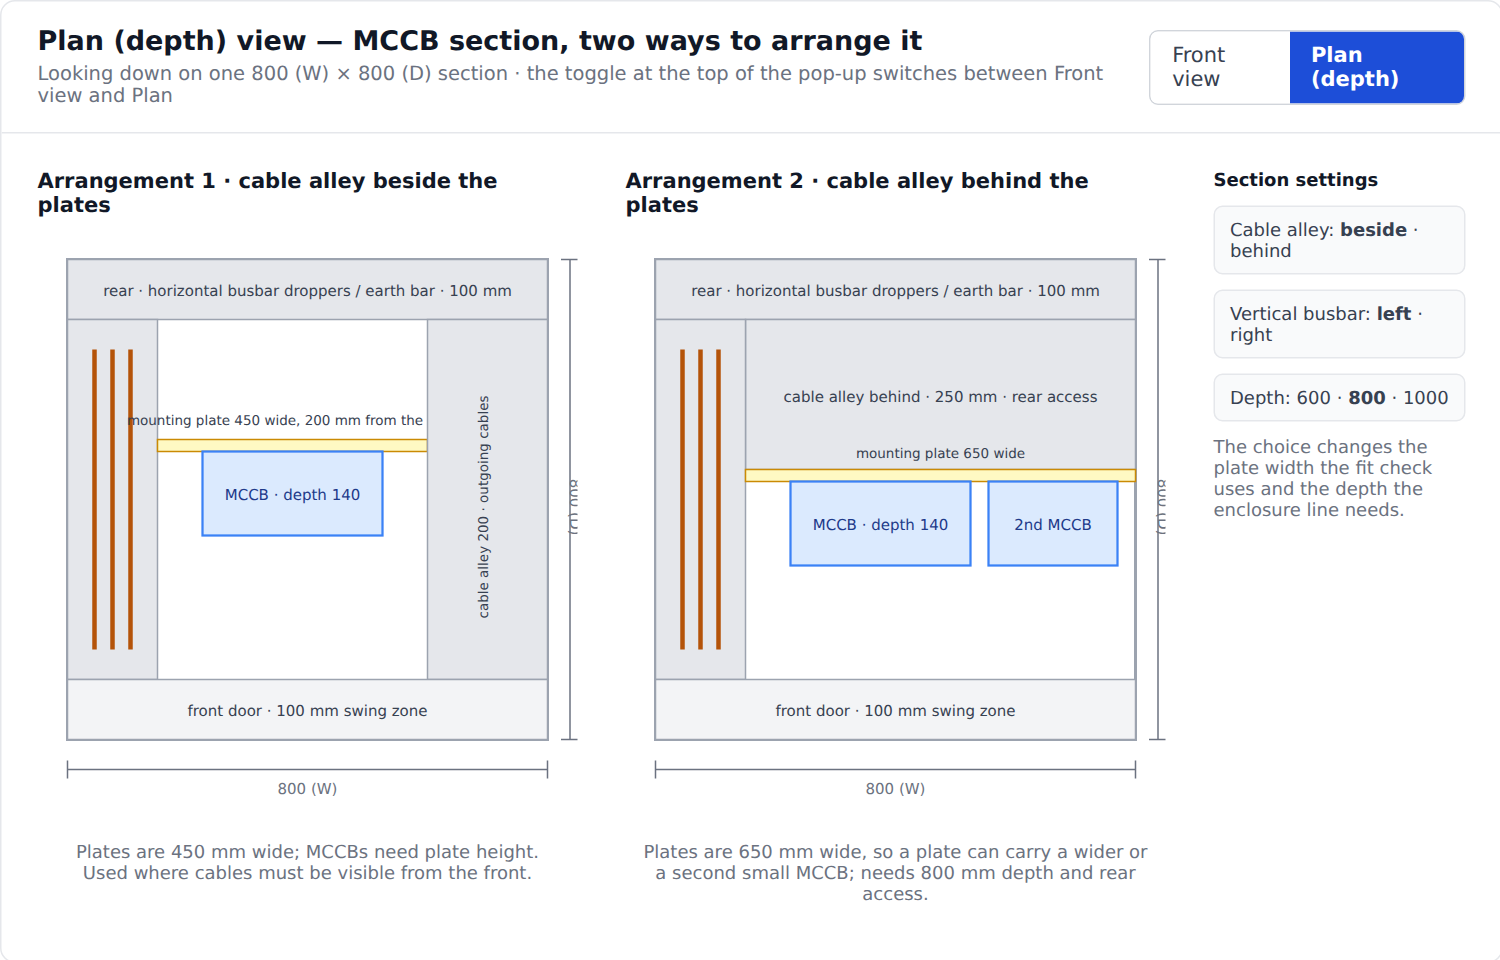 Plan (depth) view — MCCB section, two ways to arrange it
Looking down on one 800 (W) × 800 (D) section · the toggle at the top of the pop-up switches between Front
view and Plan
Front
view
Plan
(depth)
Arrangement 1 · cable alley beside the
plates
rear · horizontal busbar droppers / earth bar · 100 mm
mounting plate 450 wide, 200 mm from the
MCCB · depth 140
cable alley 200 · outgoing cables
front door · 100 mm swing zone
800 (W)
Plates are 450 mm wide; MCCBs need plate height.
Used where cables must be visible from the front.
Arrangement 2 · cable alley behind the
plates
rear · horizontal busbar droppers / earth bar · 100 mm
cable alley behind · 250 mm · rear access
mounting plate 650 wide
MCCB · depth 140
2nd MCCB
front door · 100 mm swing zone
800 (W)
Plates are 650 mm wide, so a plate can carry a wider or
a second small MCCB; needs 800 mm depth and rear
access.
Section settings
Cable alley: beside ·
behind
Vertical busbar: left ·
right
Depth: 600 · 800 · 1000
The choice changes the
plate width the fit check
uses and the depth the
enclosure line needs.